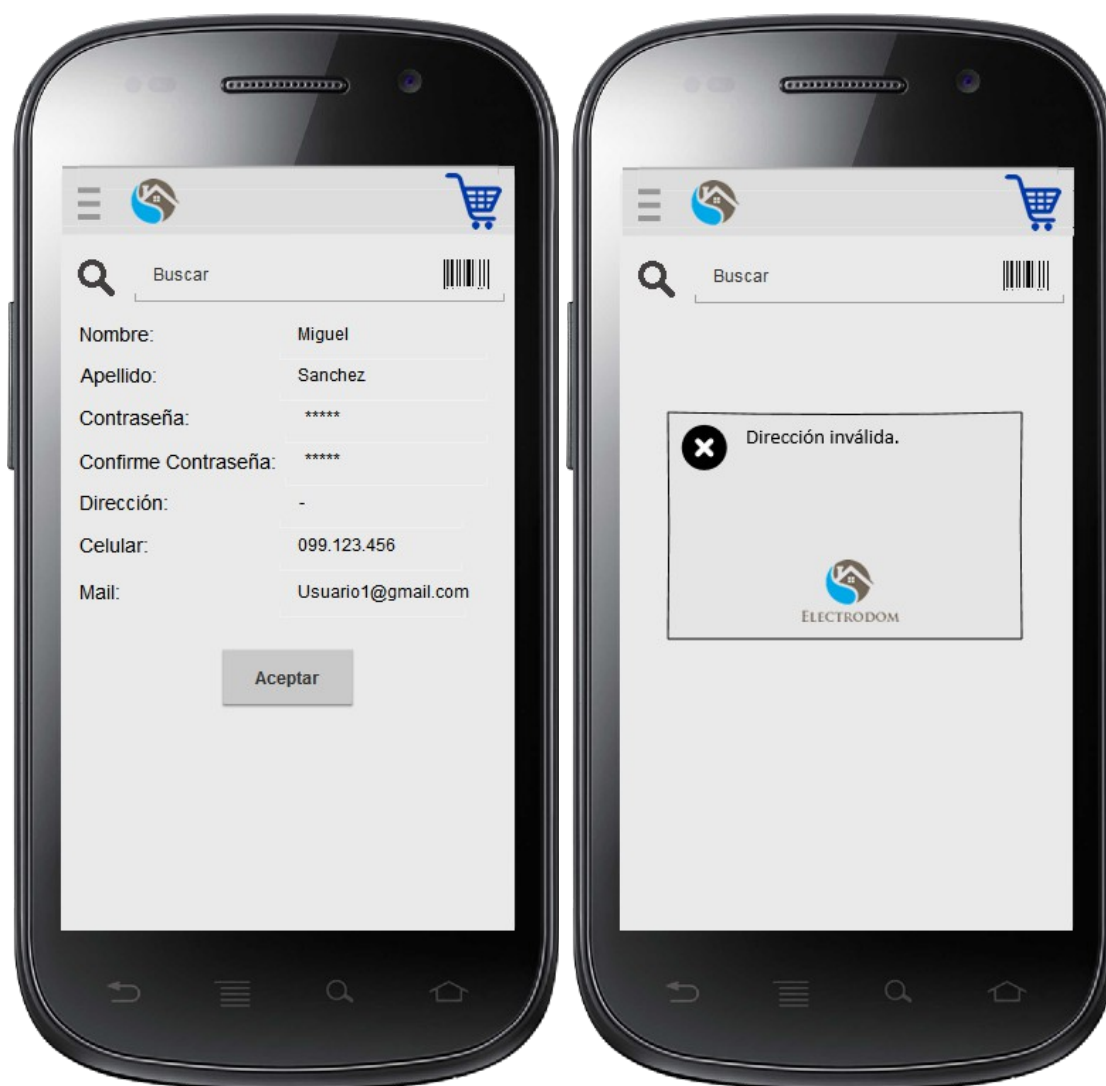 Buscar
Nombre: Miguel
Apellido: Sanchez
Contraseña: *****
Confirme Contraseña: *****
Dirección: -
Celular: 099.123.456
Mail: Usuario1@gmail.com
Aceptar
Buscar
Dirección inválida.
ELECTRODOM